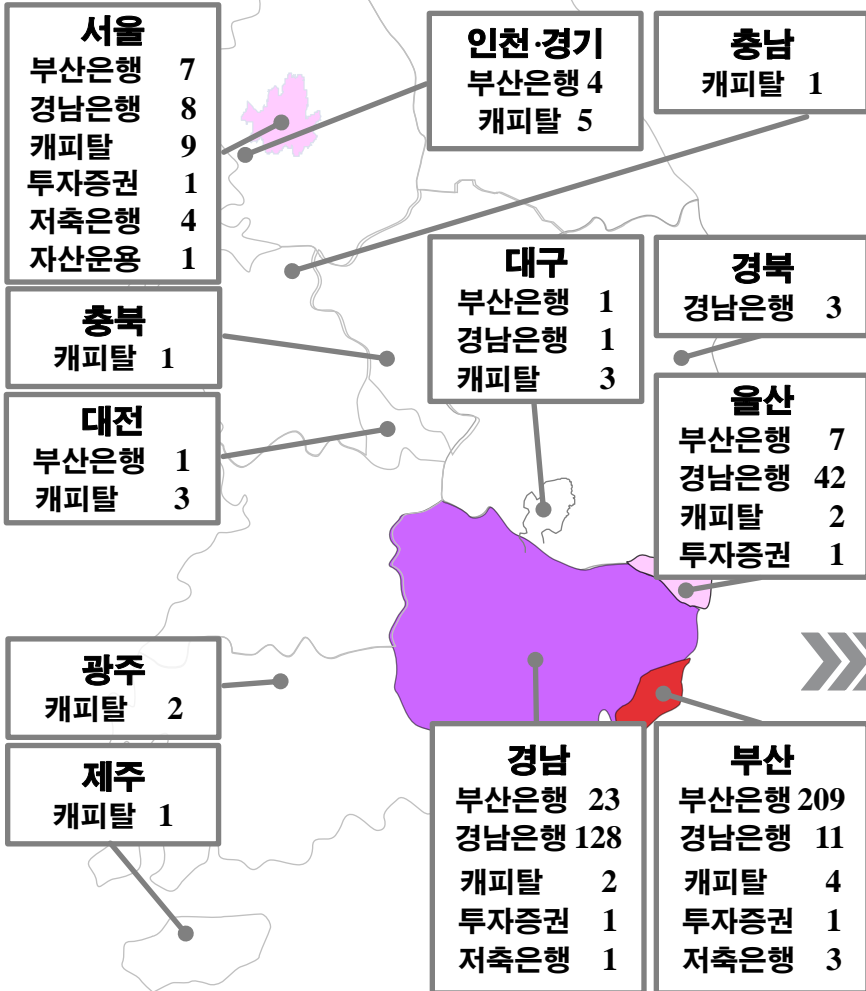 서울
부산은행 7
경남은행 8
캐피탈 9
투자증권 1
저축은행 4
자산운용 1
인천·경기
부산은행 4
캐피탈 5
충남
캐피탈 1
충북
캐피탈 1
대전
부산은행 1
캐피탈 3
대구
부산은행 1
경남은행 1
캐피탈 3
경북
경남은행 3
울산
부산은행 7
경남은행 42
캐피탈 2
투자증권 1
광주
캐피탈 2
제주
캐피탈 1
경남
부산은행 23
경남은행 128
캐피탈 2
투자증권 1
저축은행 1
부산
부산은행 209
경남은행 11
캐피탈 4
투자증권 1
저축은행 3